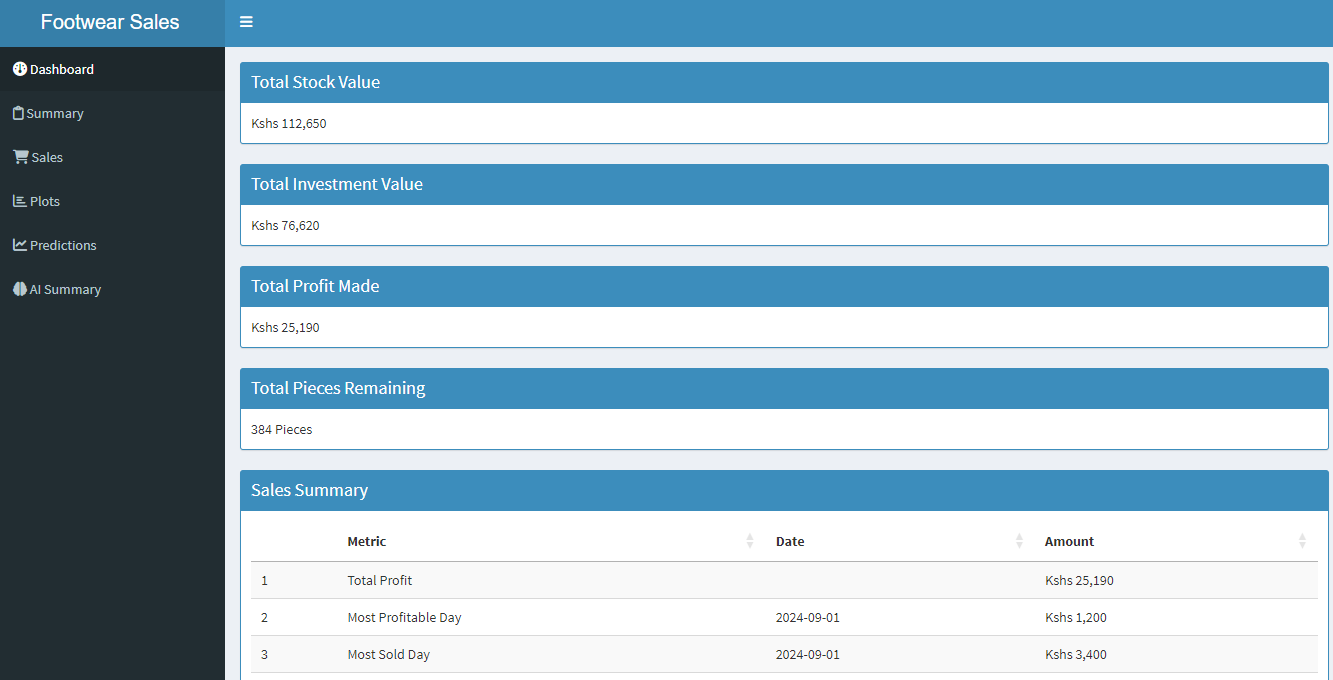 Footwear Sales
Dashboard
Summary
Sales
Plots
Predictions
AI Summary
Total Stock Value
Kshs 112,650
Total Investment Value
Kshs 76,620
Total Profit Made
Kshs 25,190
Total Pieces Remaining
384 Pieces
Sales Summary
Metric Date Amount
1 Total Profit Kshs 25,190
2 Most Profitable Day 2024-09-01 Kshs 1,200
3 Most Sold Day 2024-09-01 Kshs 3,400